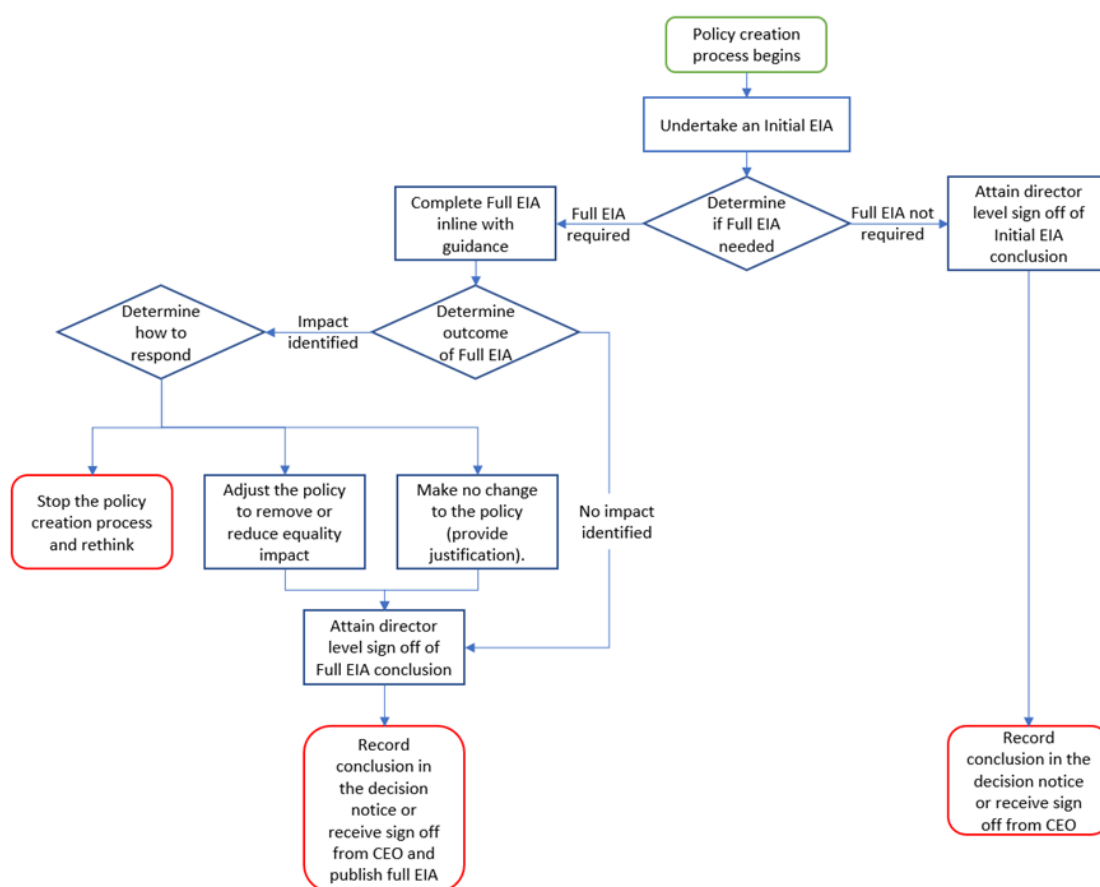 Policy creation
process begins
Undertake an Initial EIA
Determine
if Full EIA
needed
Full EIA
required
Full EIA not
required
Complete Full EIA
inline with
guidance
Attain director
level sign off of
Initial EIA
conclusion
Determine
outcome
of Full EIA
Impact
identified
Determine
how to
respond
No impact
identified
Stop the policy
creation process
and rethink
Adjust the policy
to remove or
reduce equality
impact
Make no change
to the policy
(provide
justification).
Attain director
level sign off of
Full EIA conclusion
Record
conclusion in
the decision
notice or
receive sign off
from CEO and
publish full EIA
Record
conclusion in the
decision notice
or receive sign
off from CEO